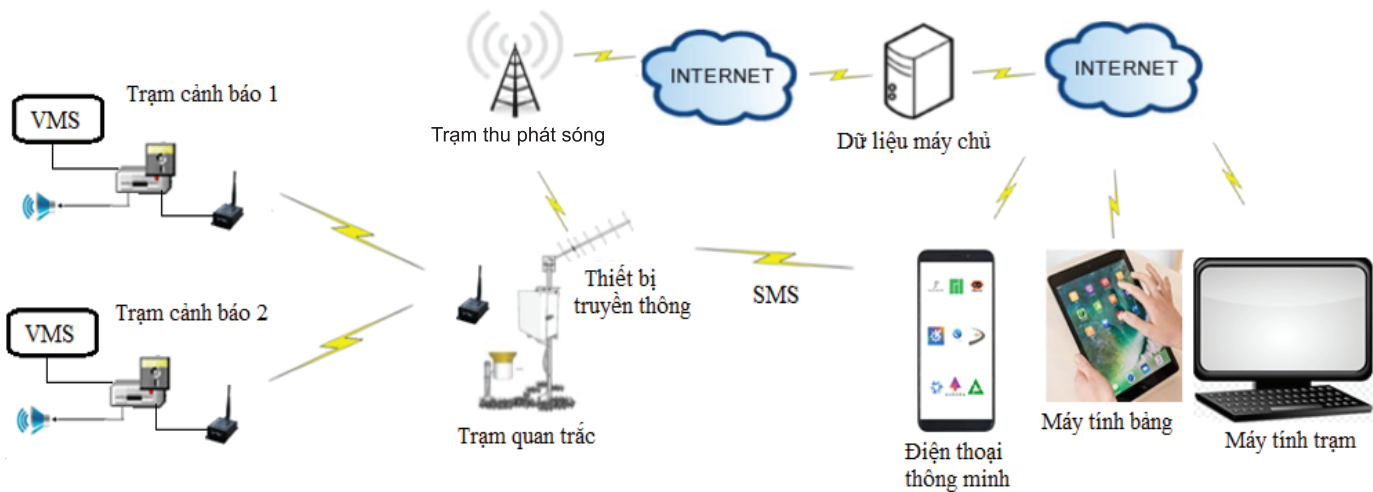 Trạm cảnh báo 1
VMS
Trạm thu phát sóng
INTERNET
Dữ liệu máy chủ
INTERNET
Trạm cảnh báo 2
VMS
Thiết bị
truyền thông
Trạm quan trắc
SMS
Điện thoại
thông minh
Máy tính bảng
Máy tính trạm